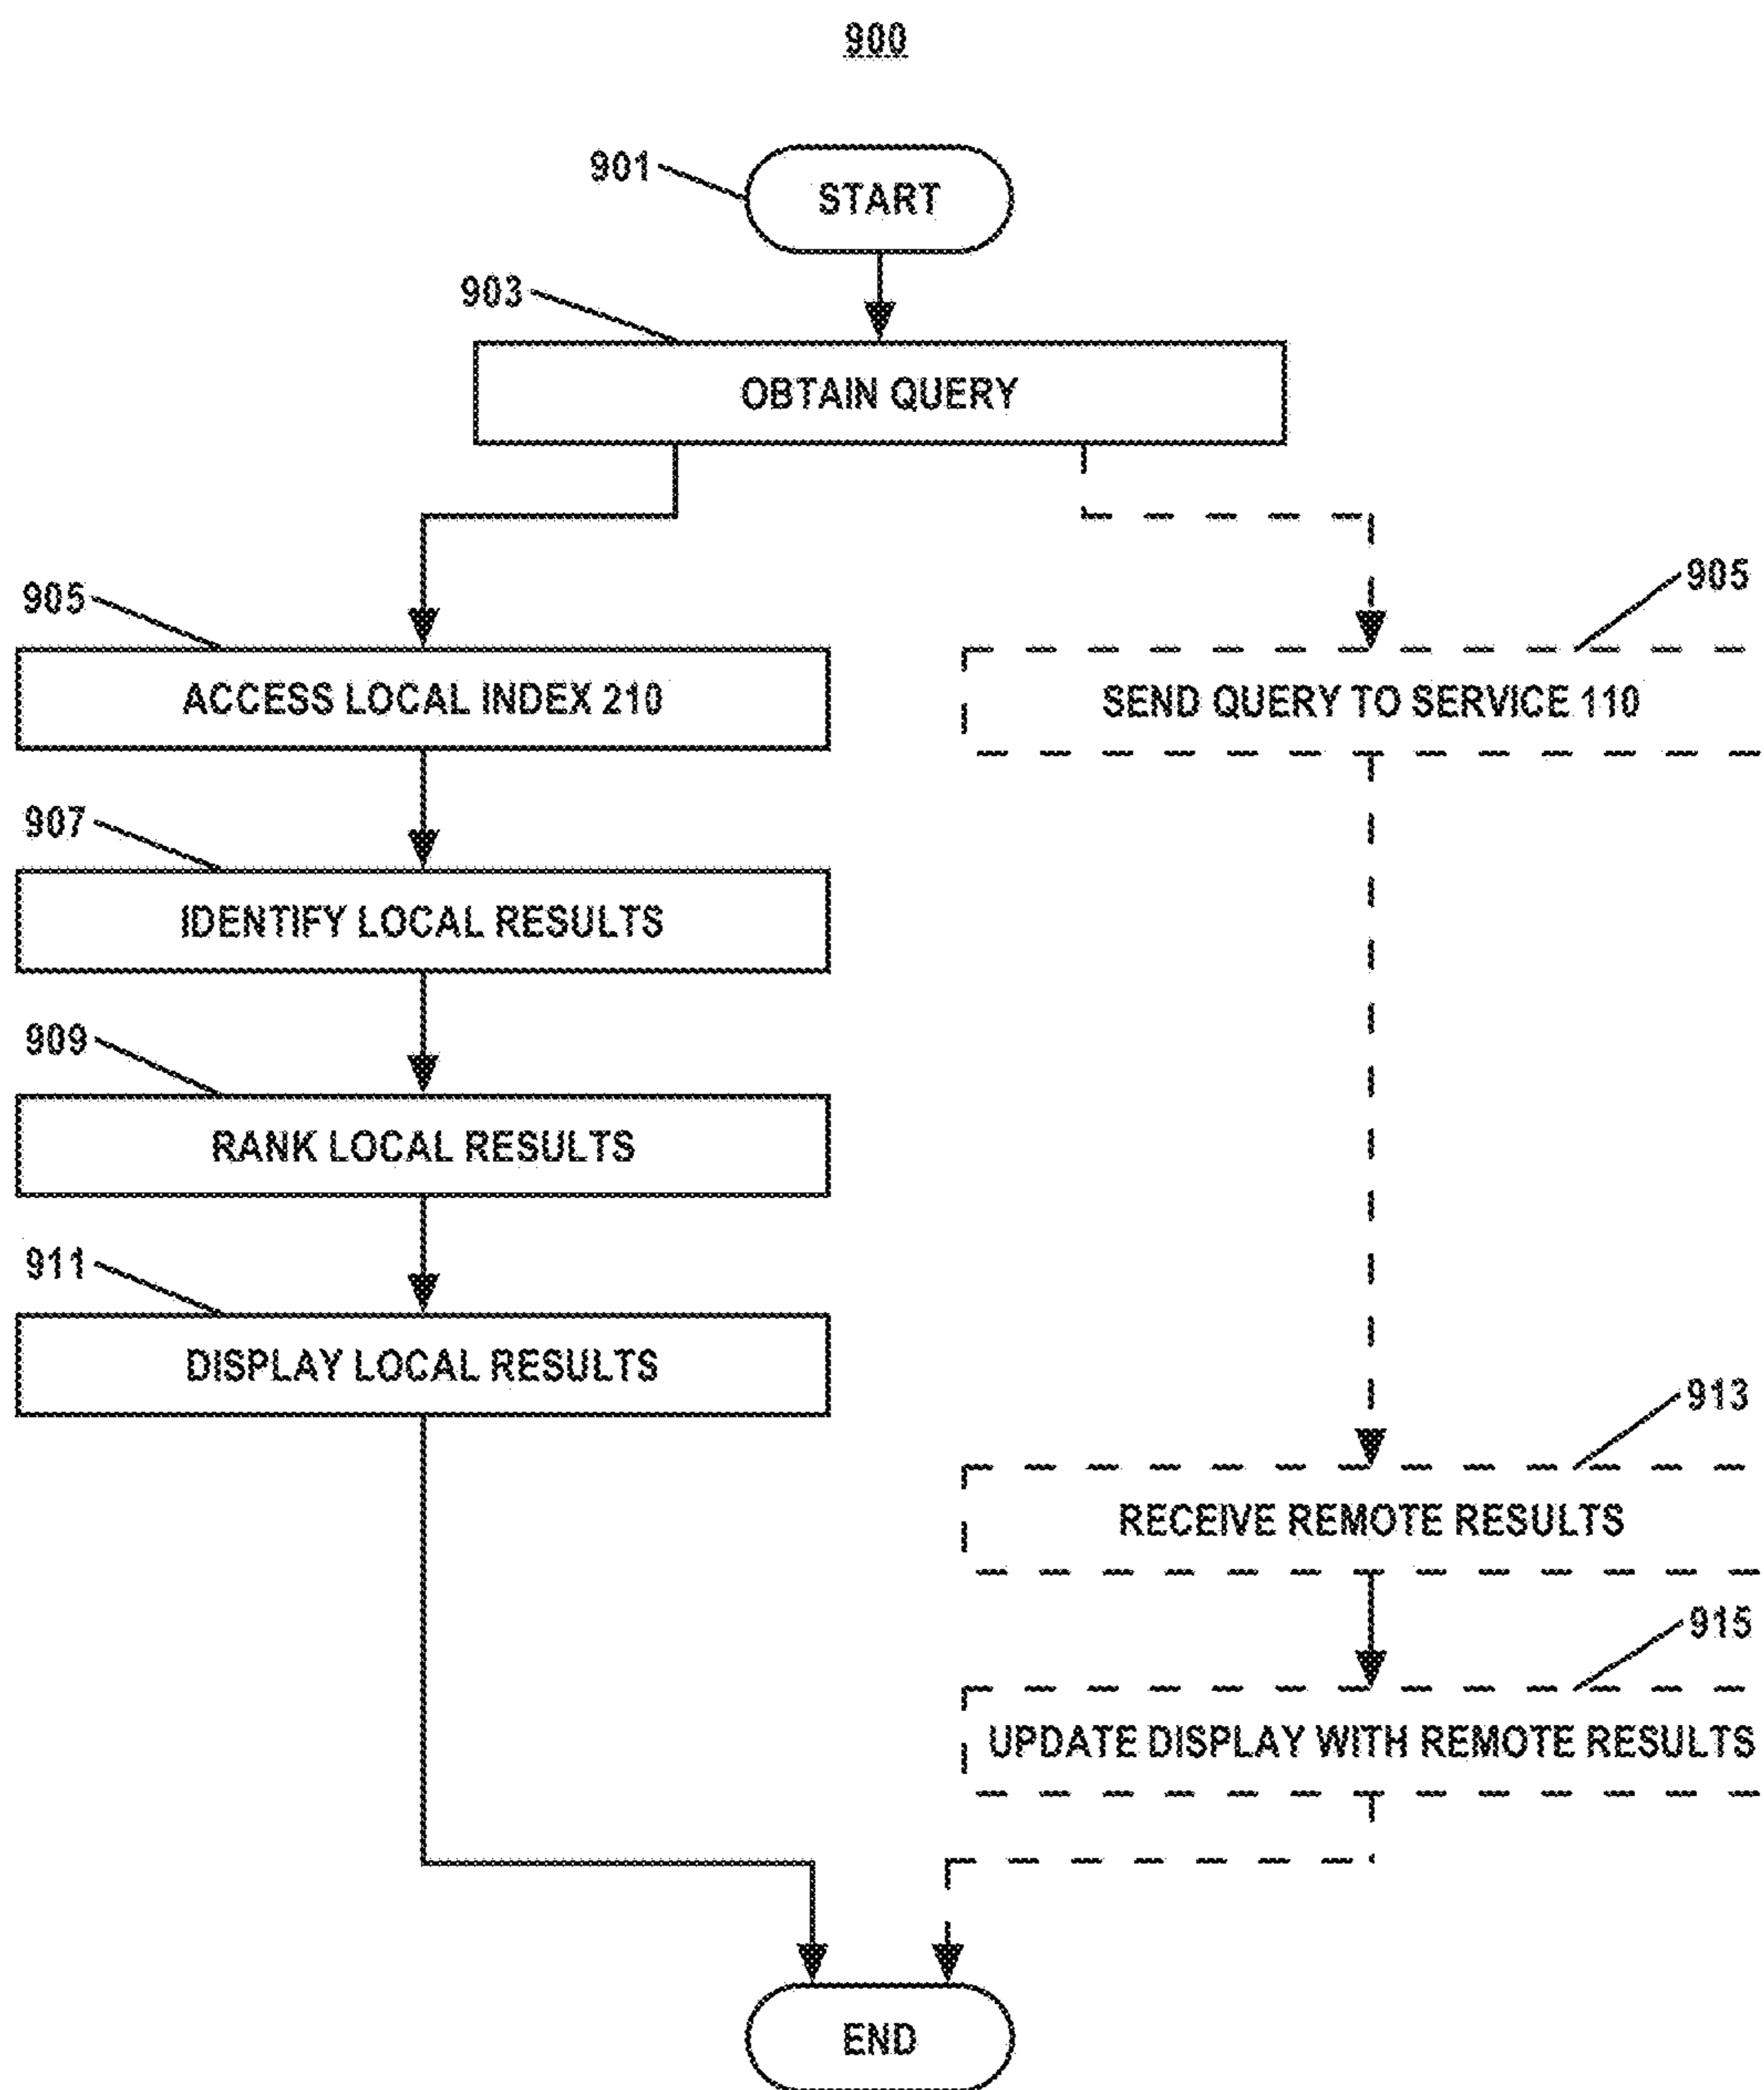 900
901
START
903
OBTAIN QUERY
905
905
ACCESS LOCAL INDEX 210
SEND QUERY TO SERVICE 110
907
IDENTIFY LOCAL RESULTS
909
RANK LOCAL RESULTS
911
DISPLAY LOCAL RESULTS
913
RECEIVE REMOTE RESULTS
915
UPDATE DISPLAY WITH REMOTE RESULTS
END